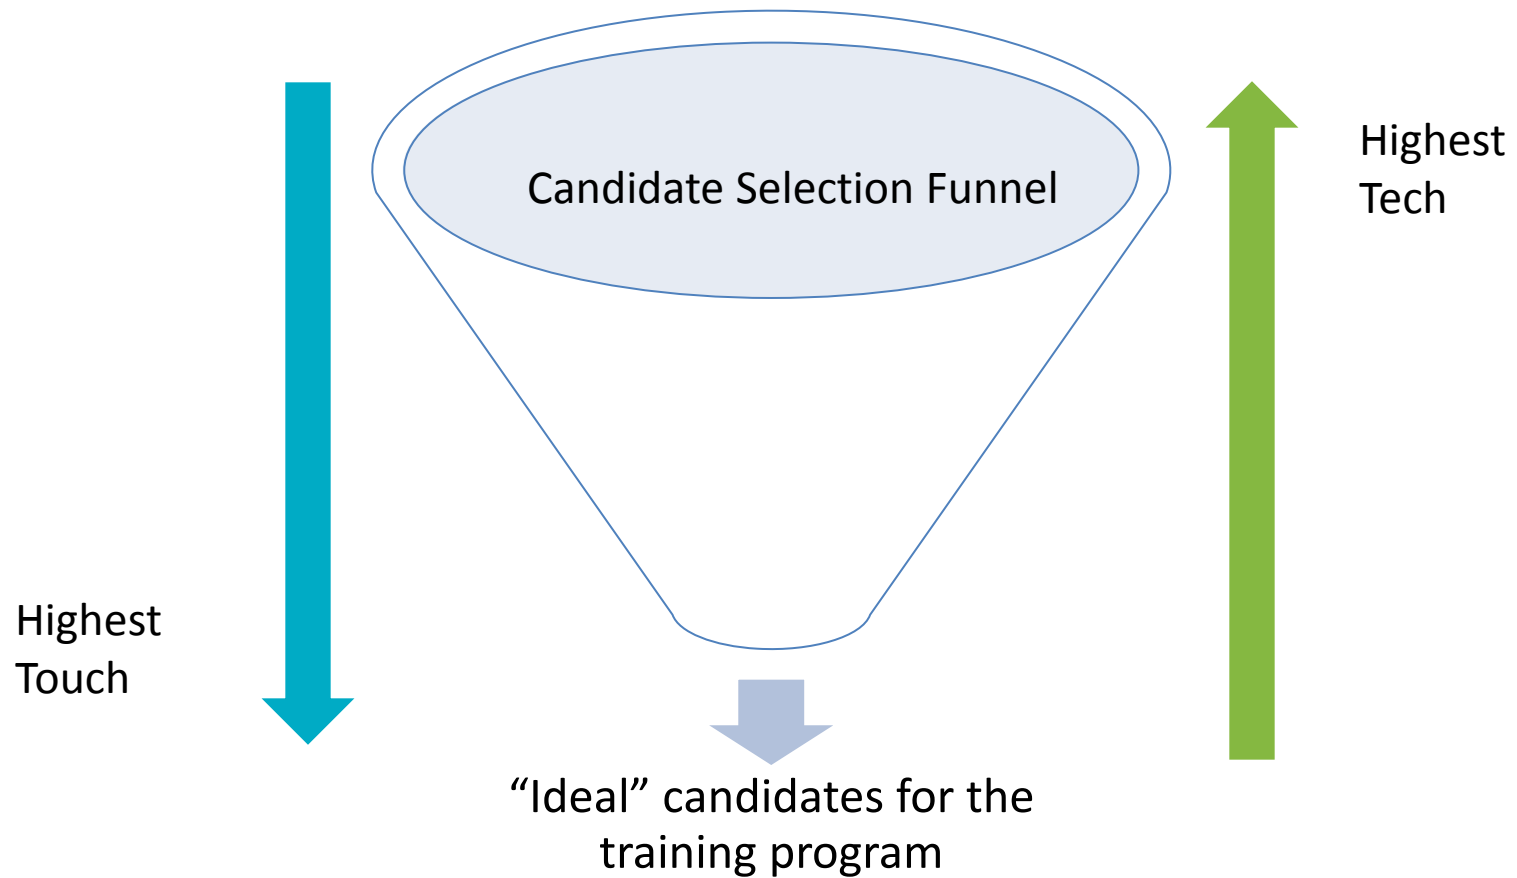 Candidate Selection Funnel
Highest
Tech
Highest
Touch
“Ideal” candidates for the
training program